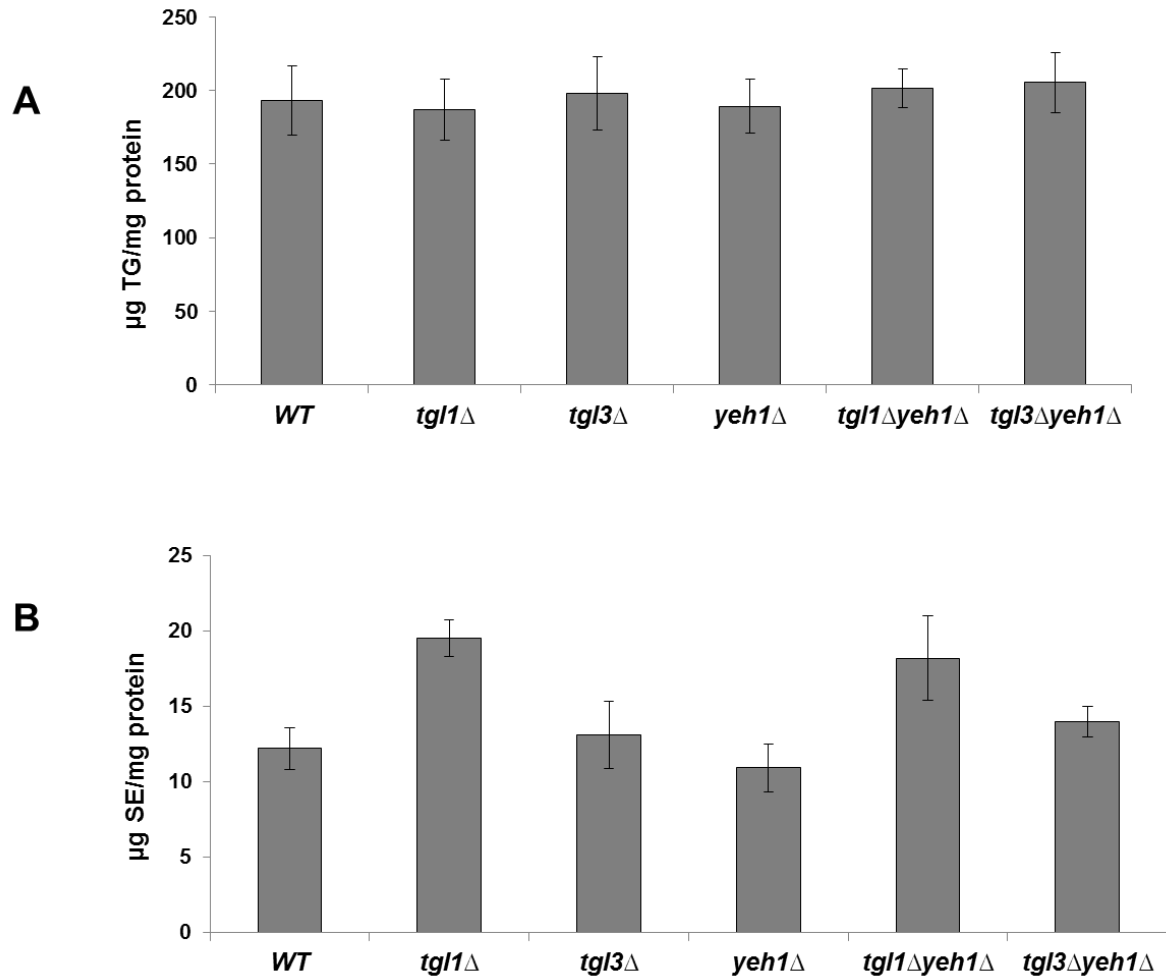 A
µg TG/mg protein
250
200
150
100
50
0
WT tgl1Δ tgl3Δ yeh1Δ tgl1Δyeh1Δ tgl3Δyeh1Δ
B
µg SE/mg protein
25
20
15
10
5
0
WT tgl1Δ tgl3Δ yeh1Δ tgl1Δyeh1Δ tgl3Δyeh1Δ